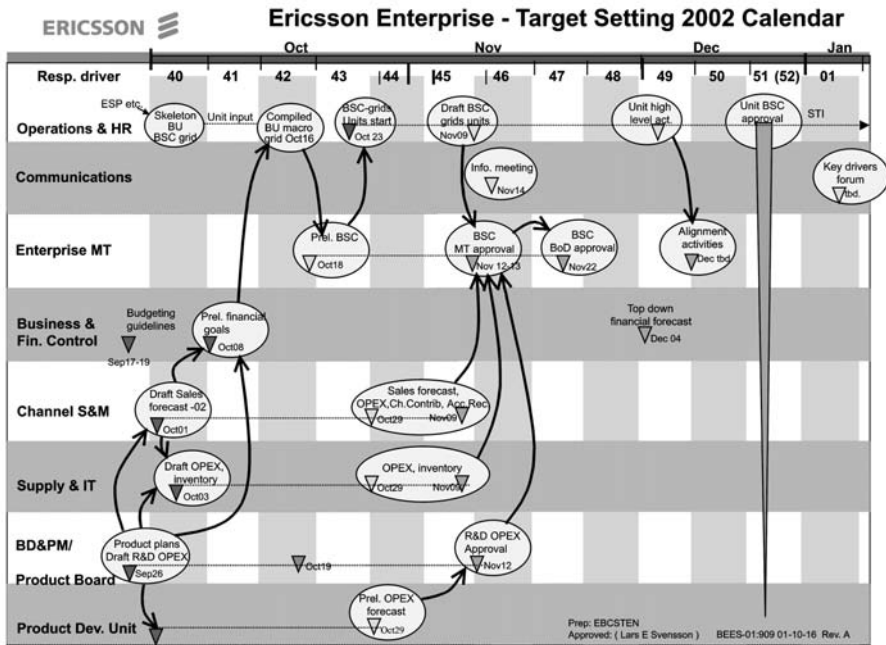 ERICSSON
Ericsson Enterprise - Target Setting 2002 Calendar
Oct Nov Dec Jan
Resp. driver 40 41 42 43 44 45 46 47 48 49 50 51 (52) 01
Operations & HR
ESP etc.
Skeleton
BU
BSC grid
Unit input
Compiled
BU macro
grid Oct16
BSC-grids
Units start
Oct 23
Draft BSC
grids units
Nov09
Unit high
level act.
Unit BSC
approval
STI
Communications
Info. meeting
Nov14
Key drivers
forum
tbd.
Enterprise MT
Prel. BSC
Oct18
BSC
MT approval
Nov 12-13
BSC
BoD approval
Nov22
Alignment
activities
Dec tbd
Business &
Fin. Control
Budgeting
guidelines
Sep17-19
Prel. financial
goals
Oct08
Top down
financial forecast
Dec 04
Channel S&M
Draft Sales
forecast -02
Oct01
Sales forecast,
OPEX,Ch.Contrib, Acc.Rec.
Oct29 Nov09
Supply & IT
Draft OPEX,
inventory
Oct03
OPEX, inventory
Oct29 Nov09
BD&PM/
Product Board
Product plans
Draft R&D OPEX
Sep26
Oct19
R&D OPEX
Approval
Nov12
Product Dev. Unit
Prel. OPEX
forecast
Oct29
Prep: EBCSTEN
Approved: ( Lars E Svensson ) BEES-01:909 01-10-16 Rev. A